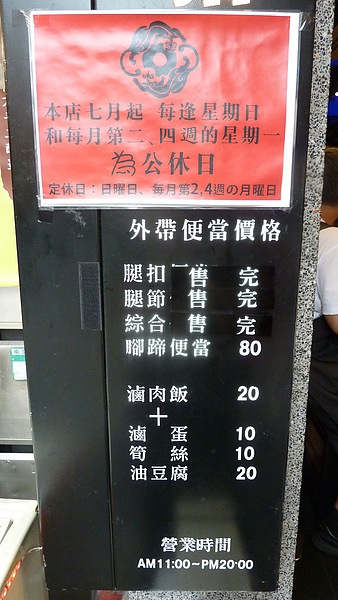 本店七月起 每逢星期日
和每月第二、四週的星期一
為公休日
定休日：日曜日、每月第2,4週の月曜日
外帶便當價格
腿扣 售 完
腿節 售 完
綜合 售 完
腳蹄便當 80
滷肉飯 20
＋
滷 蛋 10
筍 絲 10
油豆腐 20
營業時間
AM11:00~PM20:00